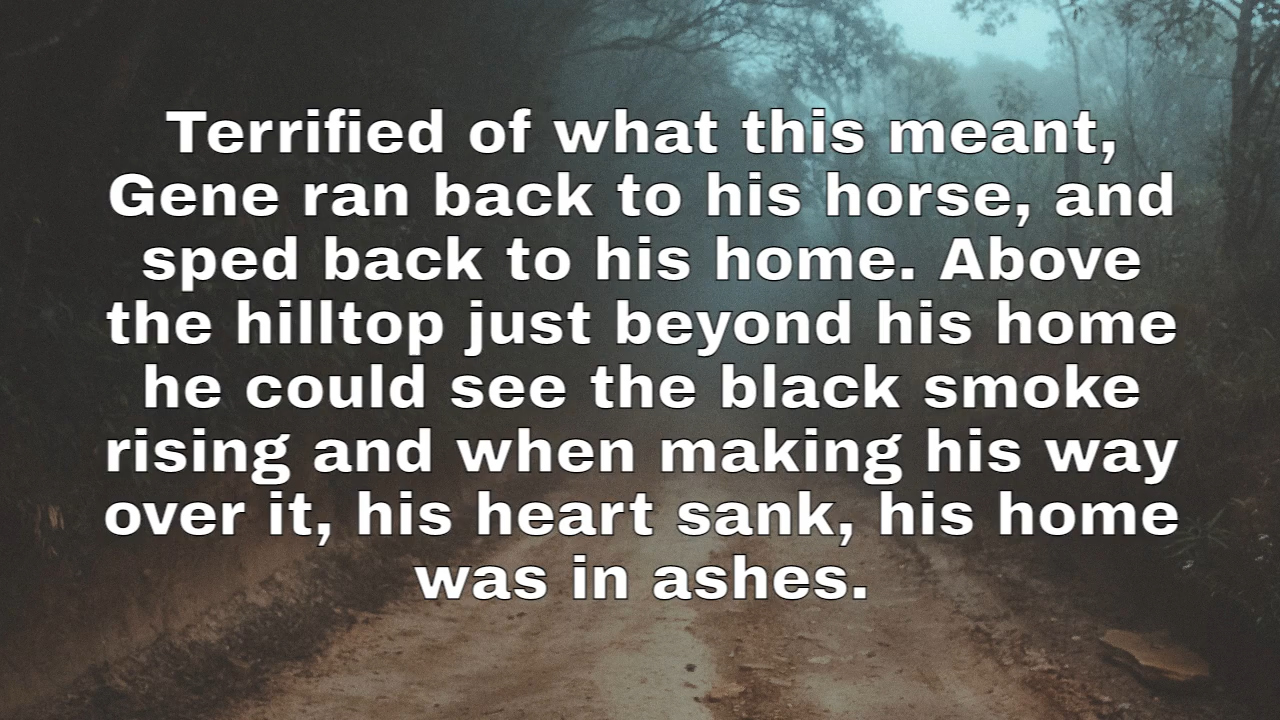 Terrified of what this meant,
Gene ran back to his horse, and
sped back to his home. Above
the hilltop just beyond his home
he could see the black smoke
rising and when making his way
over it, his heart sank, his home
was in ashes.